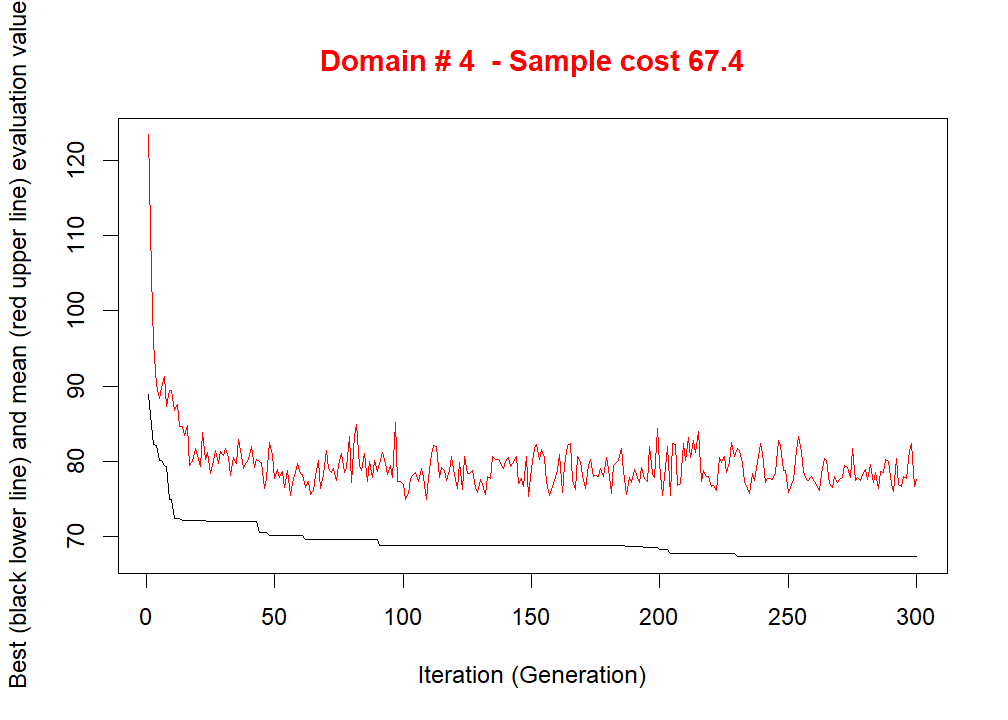 Domain # 4  - Sample cost 67.4
Best (black lower line) and mean (red upper line) evaluation value
120
110
100
90
80
70
0 50 100 150 200 250 300
Iteration (Generation)